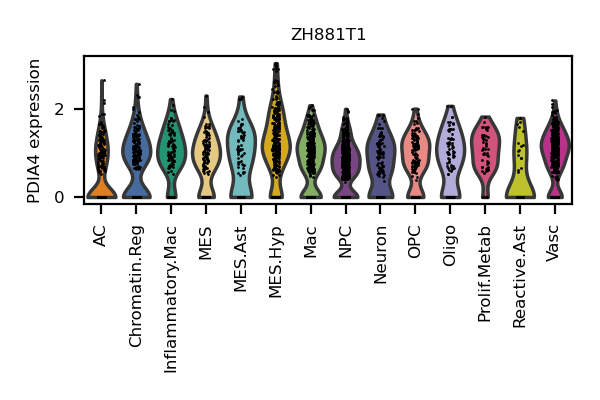 ZH881T1
PDIA4 expression
2
0
AC
Chromatin.Reg
Inflammatory.Mac
MES
MES.Ast
MES.Hyp
Mac
NPC
Neuron
OPC
Oligo
Prolif.Metab
Reactive.Ast
Vasc